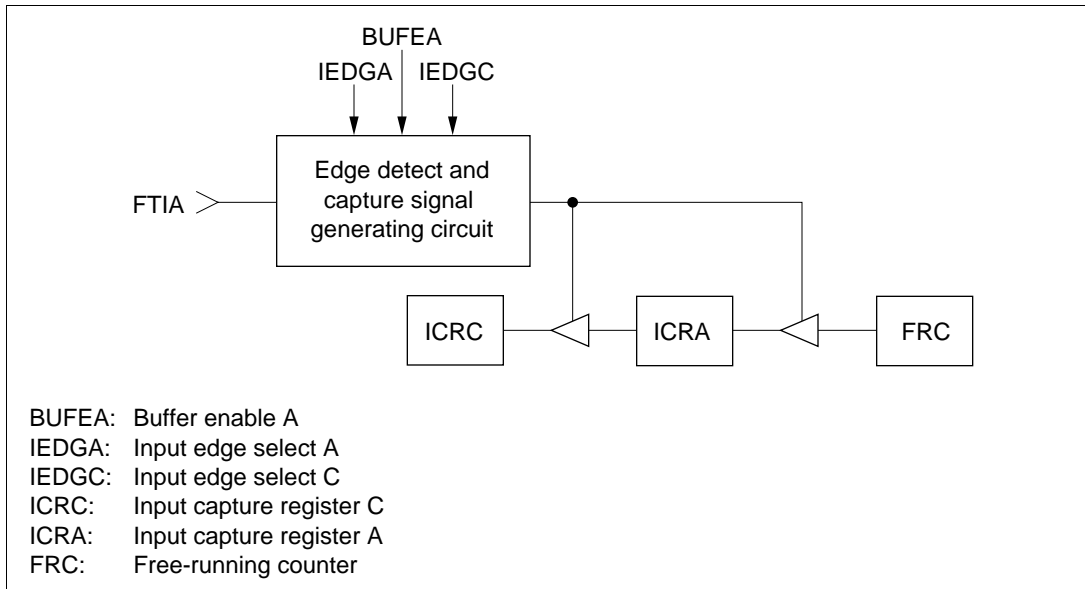 BUFEA
IEDGA IEDGC
FTIA
Edge detect and
capture signal
generating circuit
ICRC ICRA FRC
BUFEA: Buffer enable A
IEDGA: Input edge select A
IEDGC: Input edge select C
ICRC: Input capture register C
ICRA: Input capture register A
FRC: Free-running counter